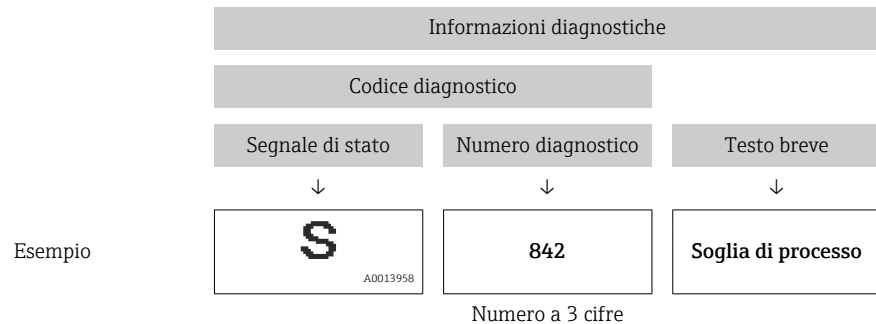 Informazioni diagnostiche
Codice diagnostico
Segnale di stato Numero diagnostico Testo breve
↓ ↓ ↓
Esempio S 842 Soglia di processo
A0013958
Numero a 3 cifre